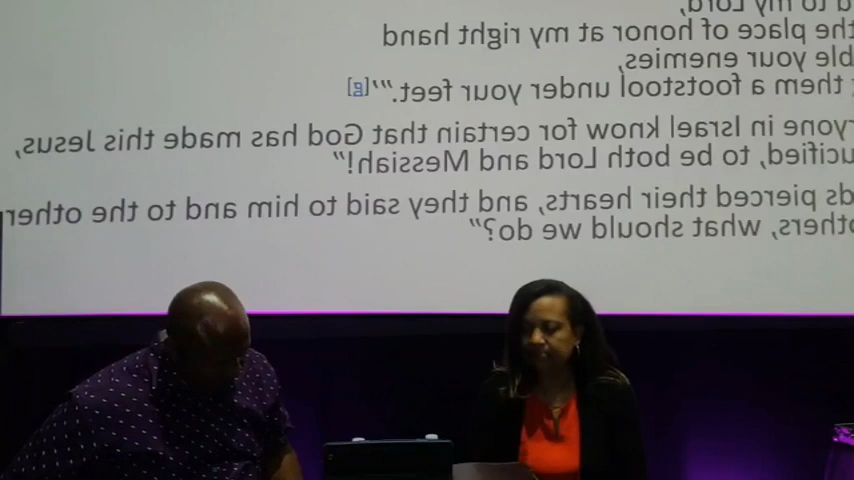 d to my Lord,
the place of honor at my right hand
ble your enemies,
them a footstool under your feet.”’[g]
ryone in Israel know for certain that God has made this Jesus,
ucified, to be both Lord and Messiah!”
ds pierced their hearts, and they said to him and to the other
others, what should we do?”